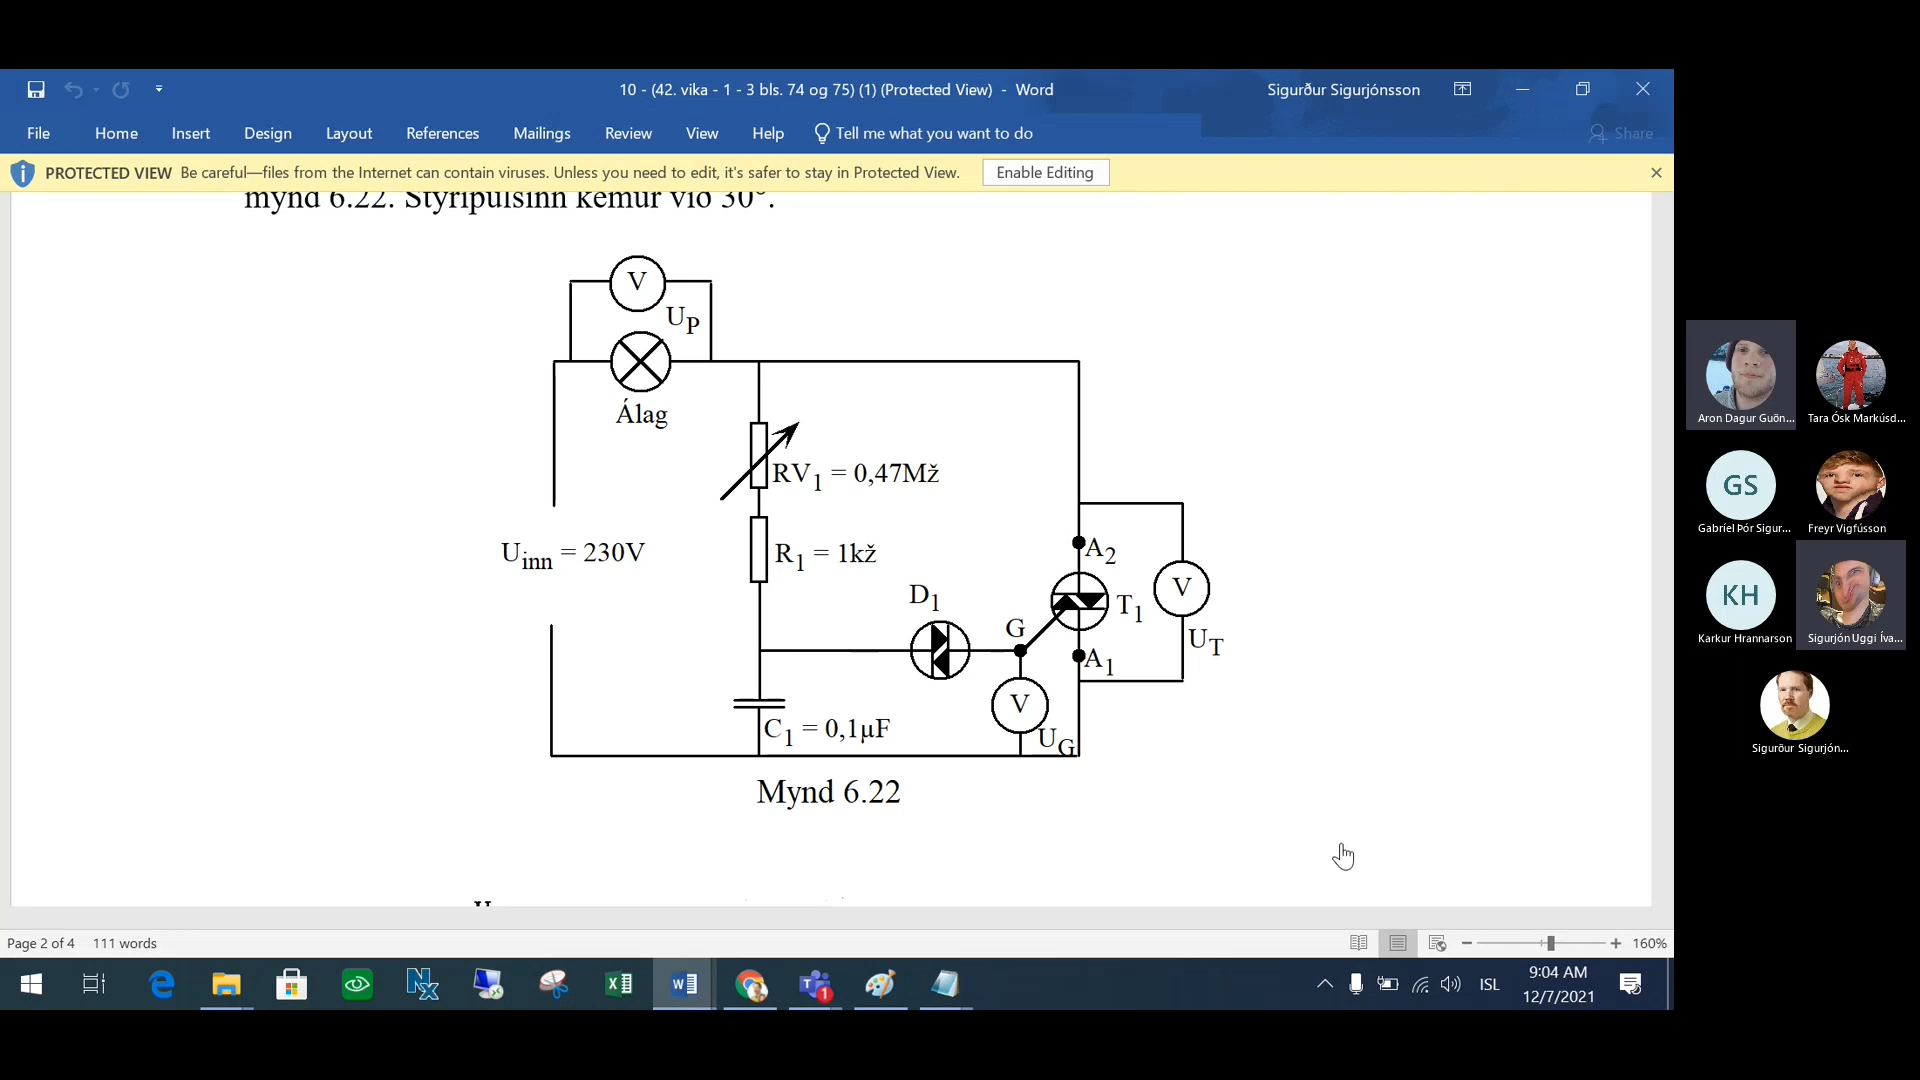 10 - (42. vika - 1 - 3 bls. 74 og 75) (1) (Protected View) - Word
Sigurður Sigurjónsson
File Home Insert Design Layout References Mailings Review View Help Tell me what you want to do Share
PROTECTED VIEW Be careful—files from the Internet can contain viruses. Unless you need to edit, it's safer to stay in Protected View. Enable Editing
mynd 6.22. Stýripúlsinn kemur við 30°.
V
UP
Álag
RV1 = 0,47Mž
Uinn = 230V
R1 = 1kž
A2
V
D1
T1
G
UT
A1
V
C1 = 0,1µF
UG
Mynd 6.22
Aron Dagur Guðn...
Tara Ósk Markúsd...
GS
Gabríel Þór Sigur...
Freyr Vigfússon
KH
Karkur Hrannarson
Sigurjón Uggi Íva...
Sigurður Sigurjón...
Page 2 of 4 111 words
160%
1
ISL
9:04 AM
12/7/2021